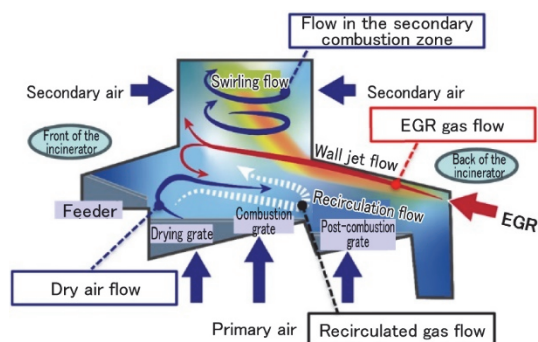 Flow in the secondary
combustion zone
Secondary air
Swirling flow
Secondary air
EGR gas flow
Front of the
incinerator
Wall jet flow
Back of the
incinerator
Feeder
Recirculation flow
EGR
Drying grate
Combustion
grate
Post-combustion
grate
Dry air flow
Primary air
Recirculated gas flow